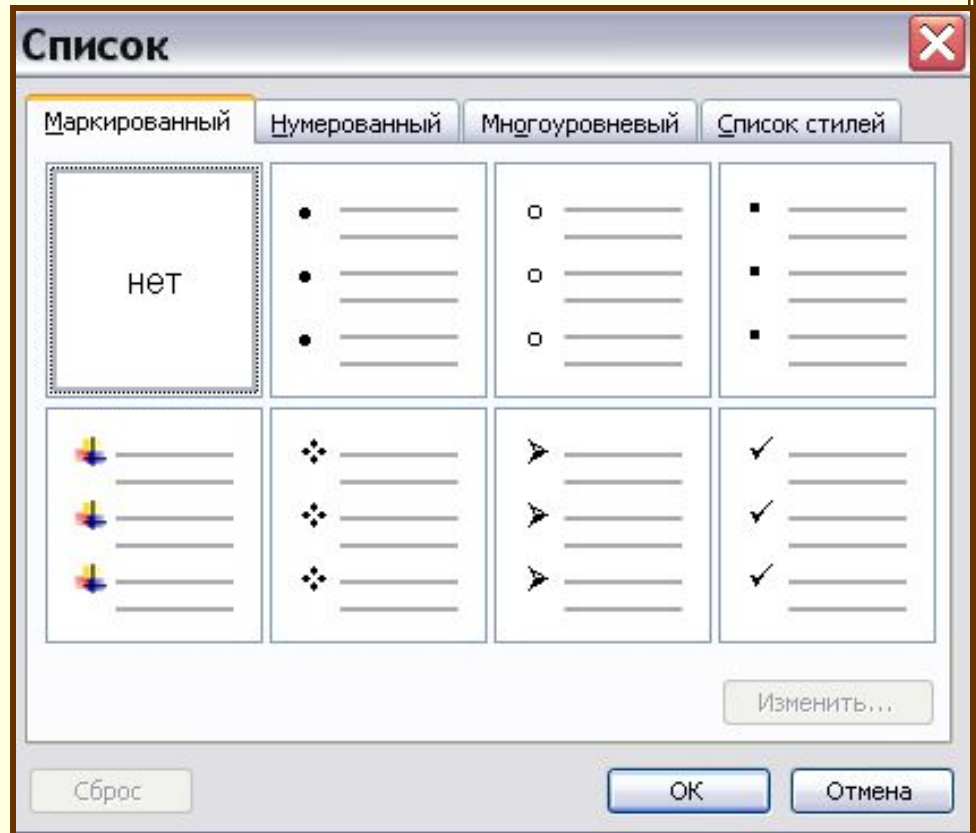 Список
Маркированный Нумерованный Многоуровневый Список стилей
нет
Изменить...
Сброс ОК Отмена